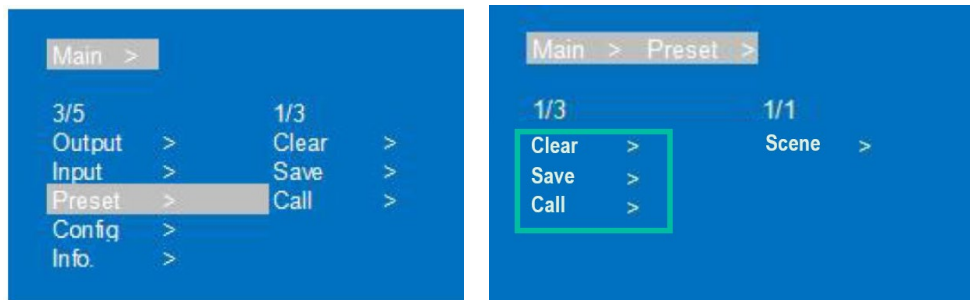 Main >
3/5 1/3
Output > Clear >
Input > Save >
Preset > Call >
Config >
Info. >
Main > Preset >
1/3 1/1
Clear > Scene >
Save >
Call >